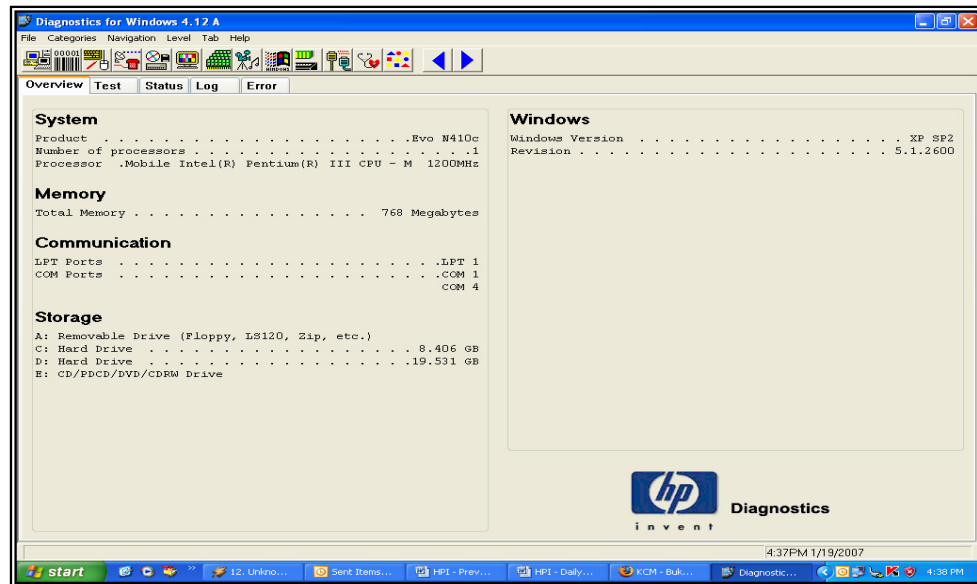 Diagnostics for Windows 4.12 A
File Categories Navigation Level Tab Help
00001
WINDOWS
Overview Test Status Log Error
System
Product . . . . . . . . . . . . . . . . . . . .Evo N410c
Number of processors . . . . . . . . . . . . . . . . . .1
Processor .Mobile Intel(R) Pentium(R) III CPU - M 1200MHz
Memory
Total Memory . . . . . . . . . . . . . . . . 768 Megabytes
Communication
LPT Ports . . . . . . . . . . . . . . . . . . . . .LPT 1
COM Ports . . . . . . . . . . . . . . . . . . . . .COM 1
COM 4
Storage
A: Removable Drive (Floppy, LS120, Zip, etc.)
C: Hard Drive . . . . . . . . . . . . . . . . . . 8.406 GB
D: Hard Drive . . . . . . . . . . . . . . . . . .19.531 GB
E: CD/PDCD/DVD/CDRW Drive
Windows
Windows Version . . . . . . . . . . . . . . . . . . XP SP2
Revision . . . . . . . . . . . . . . . . . . . . . 5.1.2600
hp
invent
Diagnostics
4:37PM 1/19/2007
start
12. Unkno...
Sent Items...
HPI - Prev...
HPI - Daily...
KCM - Buk...
Diagnostic...
4:38 PM